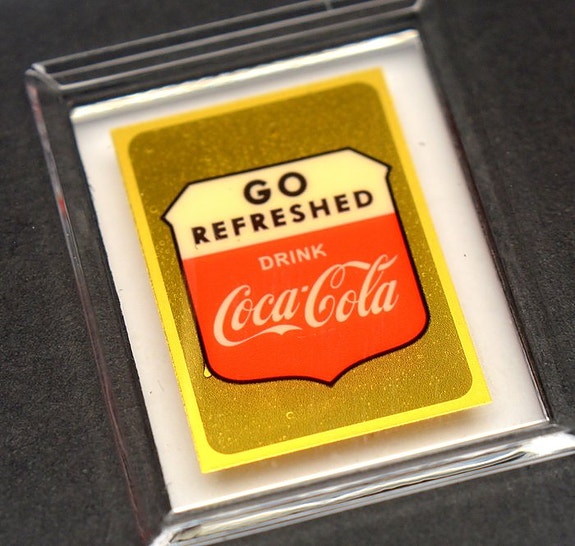 GO
REFRESHED
DRINK
Coca-Cola